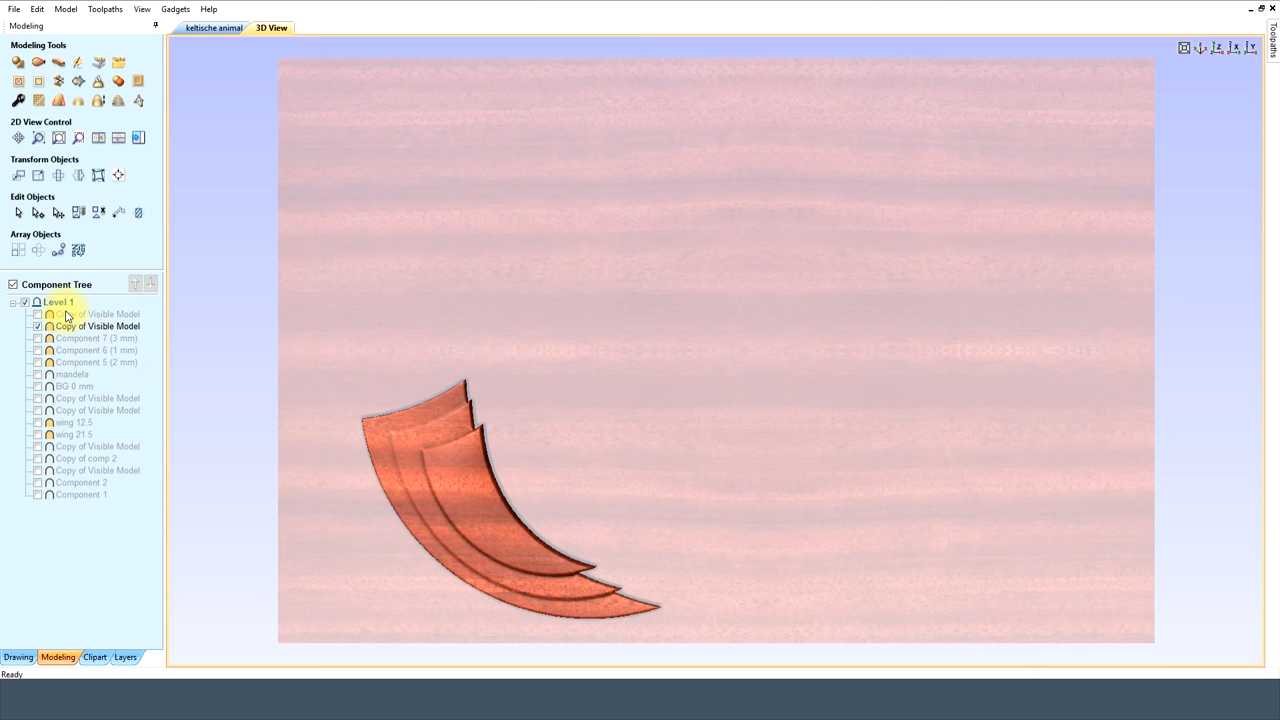 File Edit Model Toolpaths View Gadgets Help
Modeling
keltische animal 3D View
Toolpaths
Modeling Tools
2D View Control
Transform Objects
Edit Objects
Array Objects
Component Tree
Level 1
Copy of Visible Model
Copy of Visible Model
Component 7 (3 mm)
Component 6 (1 mm)
Component 5 (2 mm)
mandela
BG 0 mm
Copy of Visible Model
Copy of Visible Model
wing 12.5
wing 21.5
Copy of Visible Model
Copy of comp 2
Copy of Visible Model
Component 2
Component 1
Drawing Modeling Clipart Layers
Ready